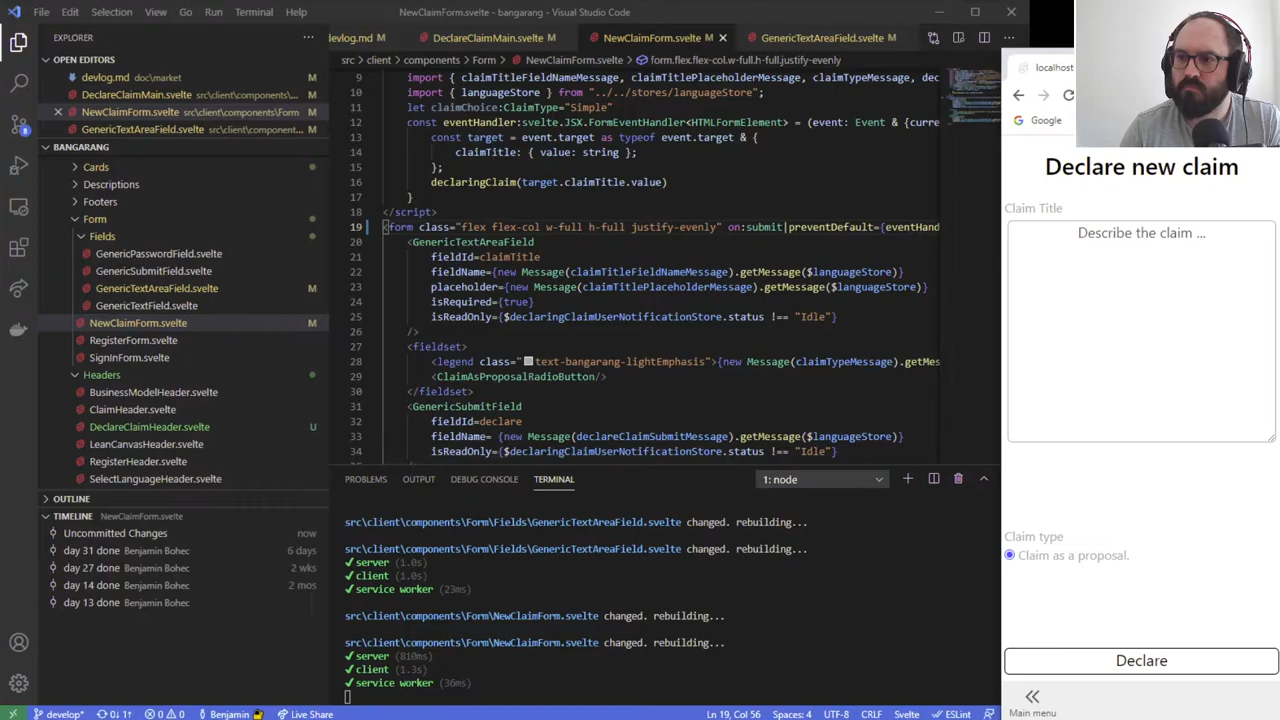 File Edit Selection View Go Run Terminal Help
NewClaimForm.svelte - bangarang - Visual Studio Code
EXPLORER
OPEN EDITORS
devlog.md doc\market M
DeclareClaimMain.svelte src\client\comp... M
NewClaimForm.svelte src\client\compone... M
GenericTextAreaField.svelte src\client\component... M
BANGARANG
Cards
Descriptions
Footers
Form
Fields
GenericPasswordField.svelte
GenericSubmitField.svelte
GenericTextAreaField.svelte M
GenericTextField.svelte
NewClaimForm.svelte M
RegisterForm.svelte
SignInForm.svelte
Headers
BusinessModelHeader.svelte
ClaimHeader.svelte
DeclareClaimHeader.svelte U
LeanCanvasHeader.svelte
RegisterHeader.svelte
SelectLanguageHeader.svelte
OUTLINE
TIMELINE NewClaimForm.svelte
Uncommitted Changes now
day 31 done Benjamin Bohec 6 days
day 27 done Benjamin Bohec 2 wks
day 14 done Benjamin Bohec 2 mos
day 13 done Benjamin Bohec
devlog.md M DeclareClaimMain.svelte M NewClaimForm.svelte M GenericTextAreaField.svelte M
src > client > components > Form > NewClaimForm.svelte > form.flex.flex-col.w-full.h-full.justify-evenly
import { claimTitleFieldNameMessage, claimTitlePlaceholderMessage, claimTypeMessage, dec
10 import { languageStore } from "../../stores/languageStore";
11 let claimChoice:ClaimType="Simple"
12 const eventHandler:svelte.JSX.FormEventHandler<HTMLFormElement> = (event: Event & {curre
13 const target = event.target as typeof event.target & {
14 claimTitle: { value: string };
15 };
16 declaringClaim(target.claimTitle.value)
17 }
18 </script>
19 <form class="flex flex-col w-full h-full justify-evenly" on:submit|preventDefault={eventHand
20 <GenericTextAreaField
21 fieldId=claimTitle
22 fieldName={new Message(claimTitleFieldNameMessage).getMessage($languageStore)}
23 placeholder={new Message(claimTitlePlaceholderMessage).getMessage($languageStore)}
24 isRequired={true}
25 isReadOnly={$declaringClaimUserNotificationStore.status !== "Idle"}
26 />
27 <fieldset>
28 <legend class="text-bangarang-lightEmphasis">{new Message(claimTypeMessage).getMes
29 <ClaimAsProposalRadioButton/>
30 </fieldset>
31 <GenericSubmitField
32 fieldId=declare
33 fieldName= {new Message(declareClaimSubmitMessage).getMessage($languageStore)}
34 isReadOnly={$declaringClaimUserNotificationStore.status !== "Idle"}
PROBLEMS OUTPUT DEBUG CONSOLE TERMINAL 1: node
src\client\components\Form\Fields\GenericTextAreaField.svelte changed. rebuilding...
src\client\components\Form\Fields\GenericTextAreaField.svelte changed. rebuilding...
✔ server (1.0s)
✔ client (1.0s)
✔ service worker (23ms)
src\client\components\Form\NewClaimForm.svelte changed. rebuilding...
src\client\components\Form\NewClaimForm.svelte changed. rebuilding...
✔ server (810ms)
✔ client (1.3s)
✔ service worker (36ms)
develop* 0↓ 1↑ 0 0 Benjamin Live Share Ln 19, Col 56 Spaces: 4 UTF-8 CRLF Svelte ESLint
localhost
Google
Declare new claim
Claim Title
Describe the claim ...
Claim type
Claim as a proposal.
Declare
Main menu